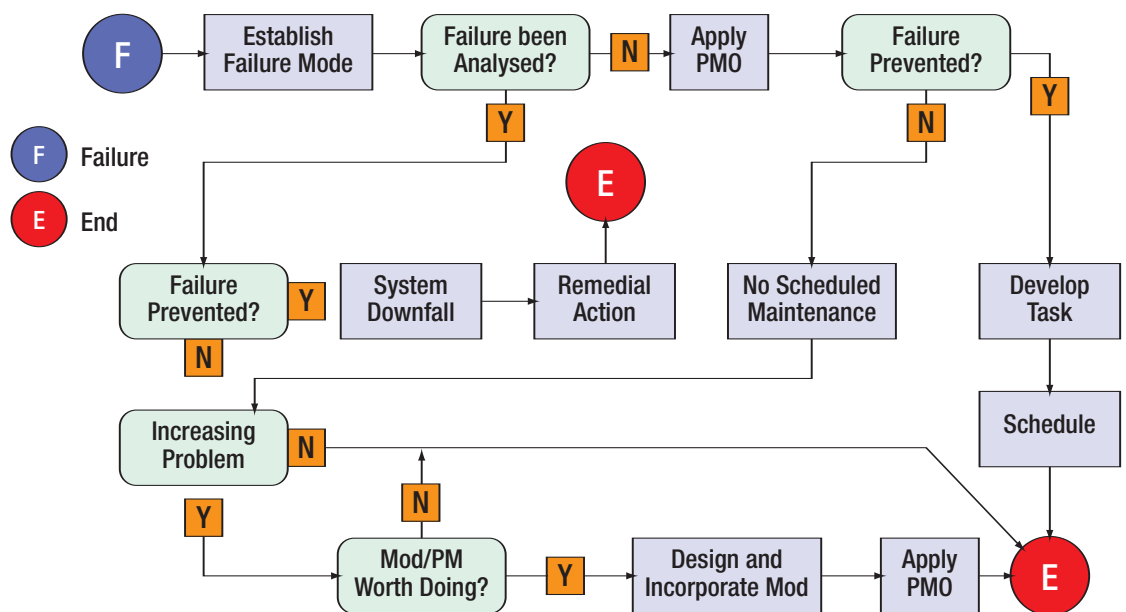 F
Establish
Failure Mode
Failure been
Analysed?
N
Apply
PMO
Failure
Prevented?
Y
N
Y
F
Failure
E
End
E
Failure
Prevented?
Y
N
System
Downfall
Remedial
Action
No Scheduled
Maintenance
Develop
Task
Increasing
Problem
N
Schedule
Y
N
Mod/PM
Worth Doing?
Y
Design and
Incorporate Mod
Apply
PMO
E